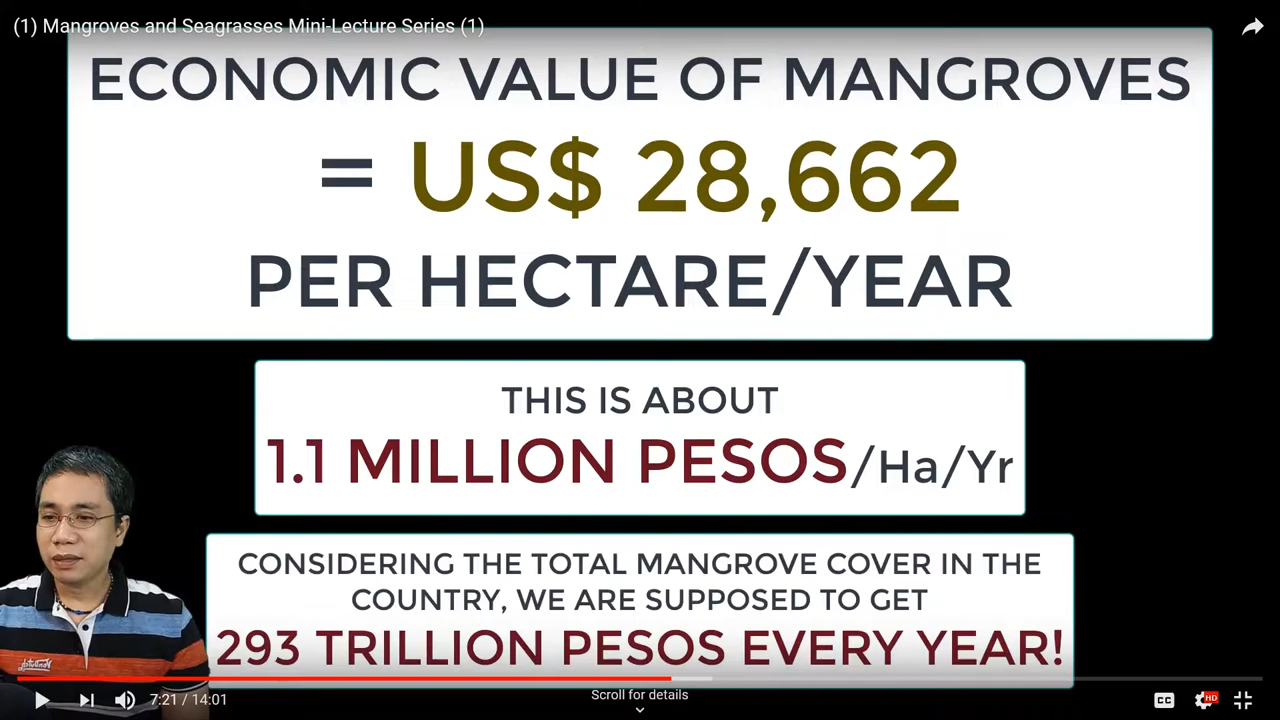 (1) Mangroves and Seagrasses Mini-Lecture Series (1)
ECONOMIC VALUE OF MANGROVES
= US$ 28,662
PER HECTARE/YEAR
THIS IS ABOUT
1.1 MILLION PESOS/Ha/Yr
CONSIDERING THE TOTAL MANGROVE COVER IN THE
COUNTRY, WE ARE SUPPOSED TO GET
293 TRILLION PESOS EVERY YEAR!
7:21 / 14:01
Scroll for details
CC
HD